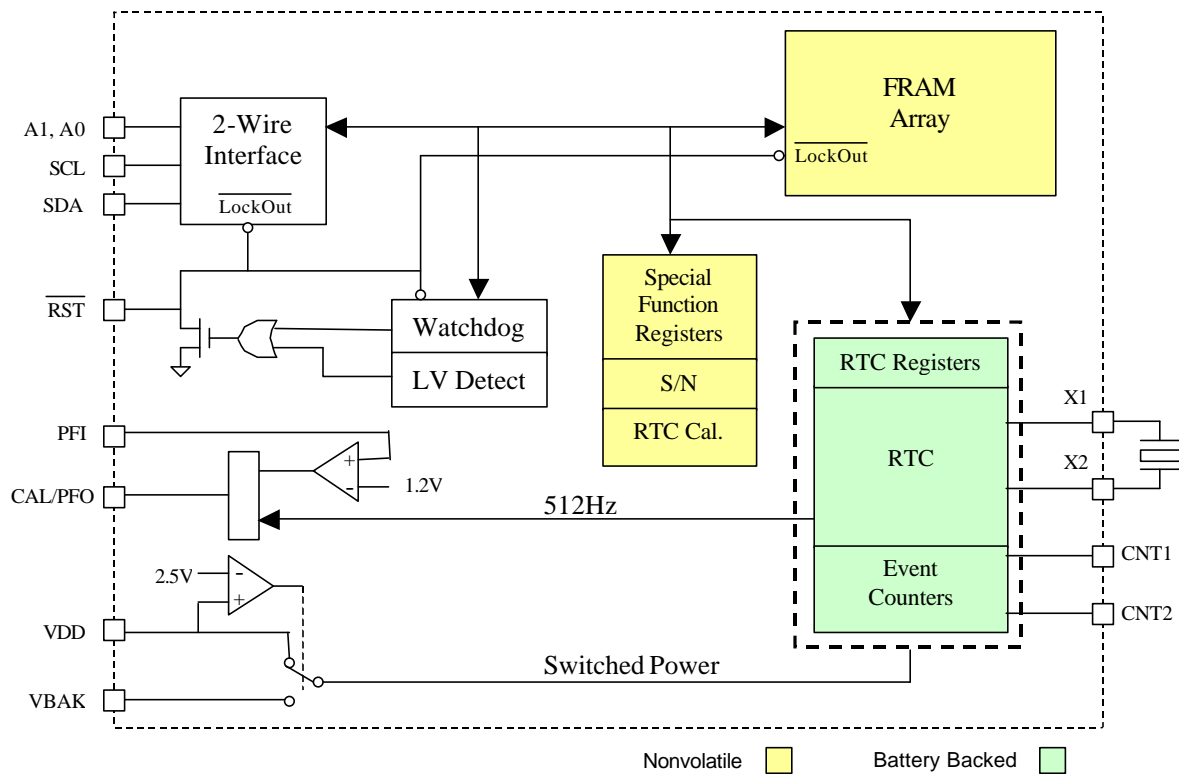 FRAM
Array
LockOut
A1, A0
SCL
SDA
2-Wire
Interface
LockOut
RST
Watchdog
LV Detect
Special
Function
Registers
S/N
RTC Cal.
RTC Registers
RTC
Event
Counters
X1
X2
CNT1
CNT2
PFI
CAL/PFO
+
-
1.2V
512Hz
2.5V
-
+
VDD
VBAK
Switched Power
Nonvolatile
Battery Backed